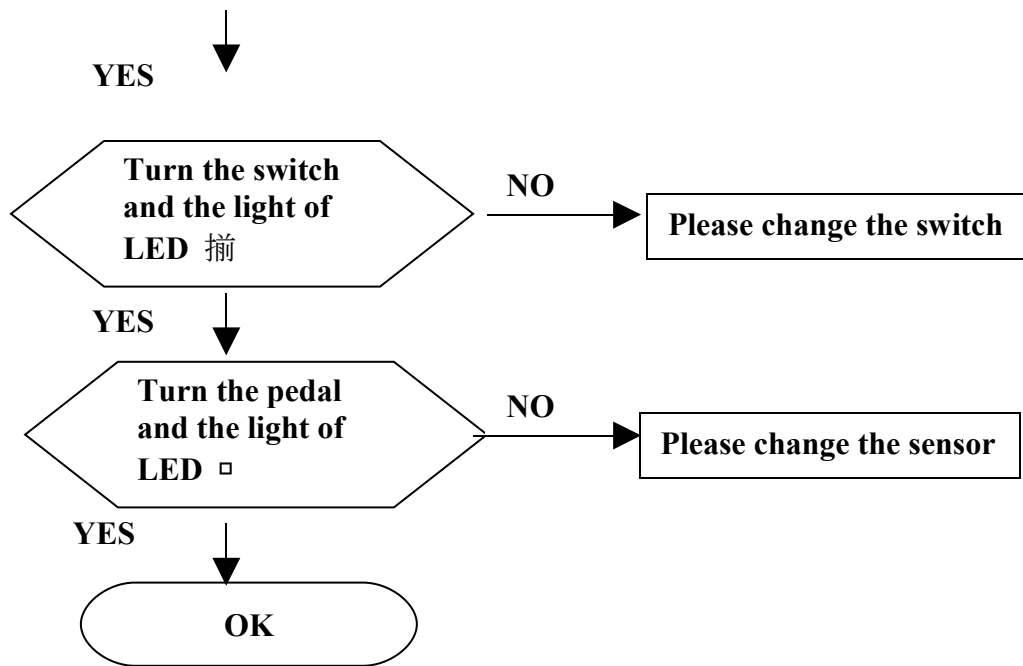 YES
Turn the switch
and the light of
LED 揃
NO
Please change the switch
YES
Turn the pedal
and the light of
LED □
NO
Please change the sensor
YES
OK